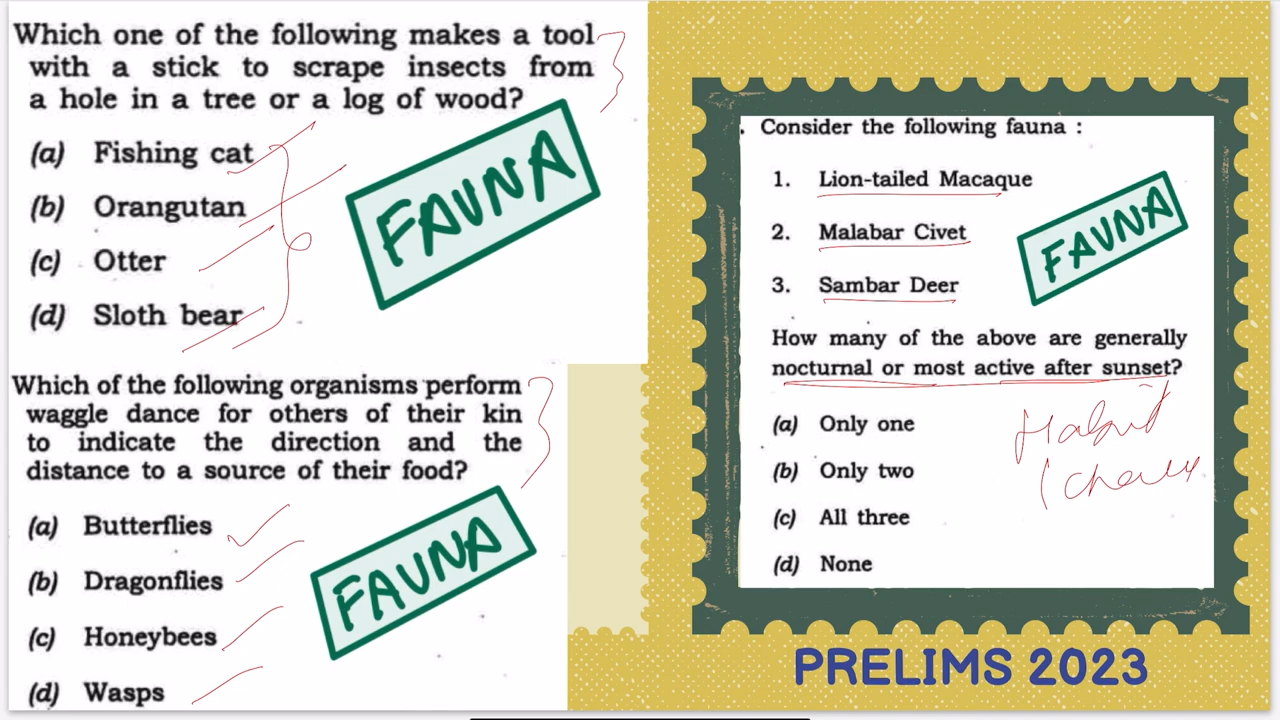 Which one of the following makes a tool
with a stick to scrape insects from
a hole in a tree or a log of wood?
(a) Fishing cat
(b) Orangutan
(c) Otter
(d) Sloth bear
FAUNA
Which of the following organisms perform
waggle dance for others of their kin
to indicate the direction and the
distance to a source of their food?
(a) Butterflies
(b) Dragonflies
(c) Honeybees
(d) Wasps
FAUNA
. Consider the following fauna :
1. Lion-tailed Macaque
2. Malabar Civet
3. Sambar Deer
FAUNA
How many of the above are generally
nocturnal or most active after sunset?
(a) Only one
(b) Only two
(c) All three
(d) None
PRELIMS 2023